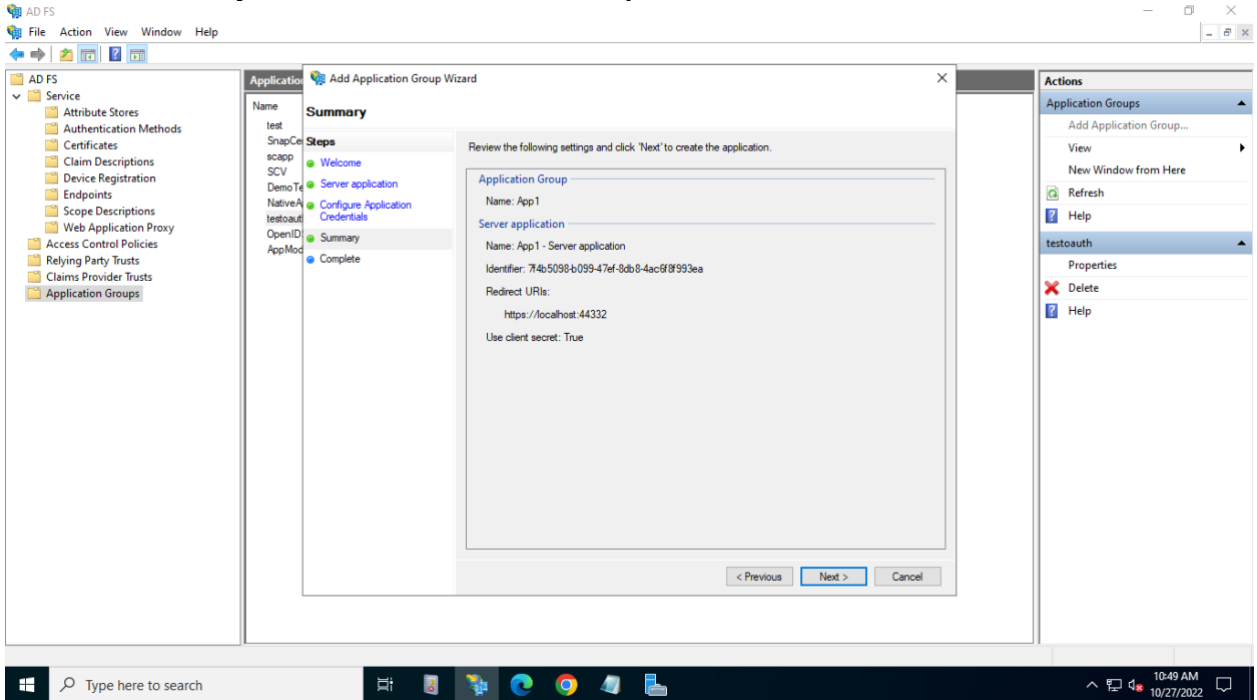 AD FS
File Action View Window Help
AD FS
Service
Attribute Stores
Authentication Methods
Certificates
Claim Descriptions
Device Registration
Endpoints
Scope Descriptions
Web Application Proxy
Access Control Policies
Relying Party Trusts
Claims Provider Trusts
Application Groups
Applicatio
Name
test
SnapCe
scapp
SCV
DemoTe
NativeA
testoaut
OpenID
AppMod
Add Application Group Wizard
Summary
Steps
Welcome
Server application
Configure Application
Credentials
Summary
Complete
Review the following settings and click 'Next' to create the application.
Application Group
Name: App1
Server application
Name: App1 - Server application
Identifier: 7f4b5098-b099-47ef-8db8-4ac6f8f993ea
Redirect URIs:
https://localhost:44332
Use client secret: True
< Previous Next > Cancel
Actions
Application Groups
Add Application Group...
View
New Window from Here
Refresh
Help
testoauth
Properties
Delete
Help
Type here to search
10:49 AM
10/27/2022